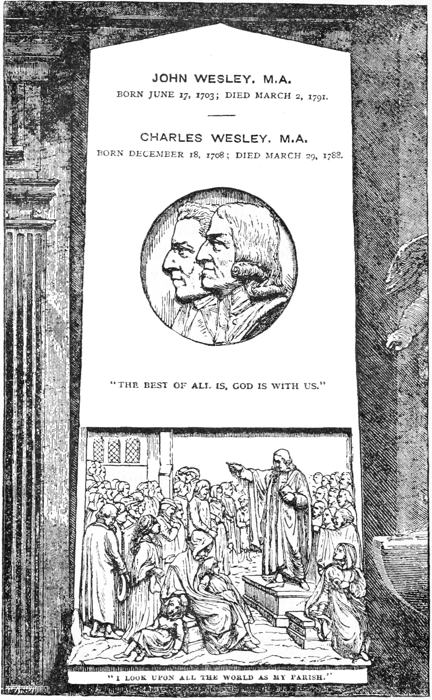 JOHN WESLEY, M.A.
BORN JUNE 17, 1703; DIED MARCH 2, 1791.
CHARLES WESLEY, M.A.
BORN DECEMBER 18, 1708; DIED MARCH 29, 1788.
"THE BEST OF ALL IS, GOD IS WITH US."
"I LOOK UPON ALL THE WORLD AS MY PARISH."